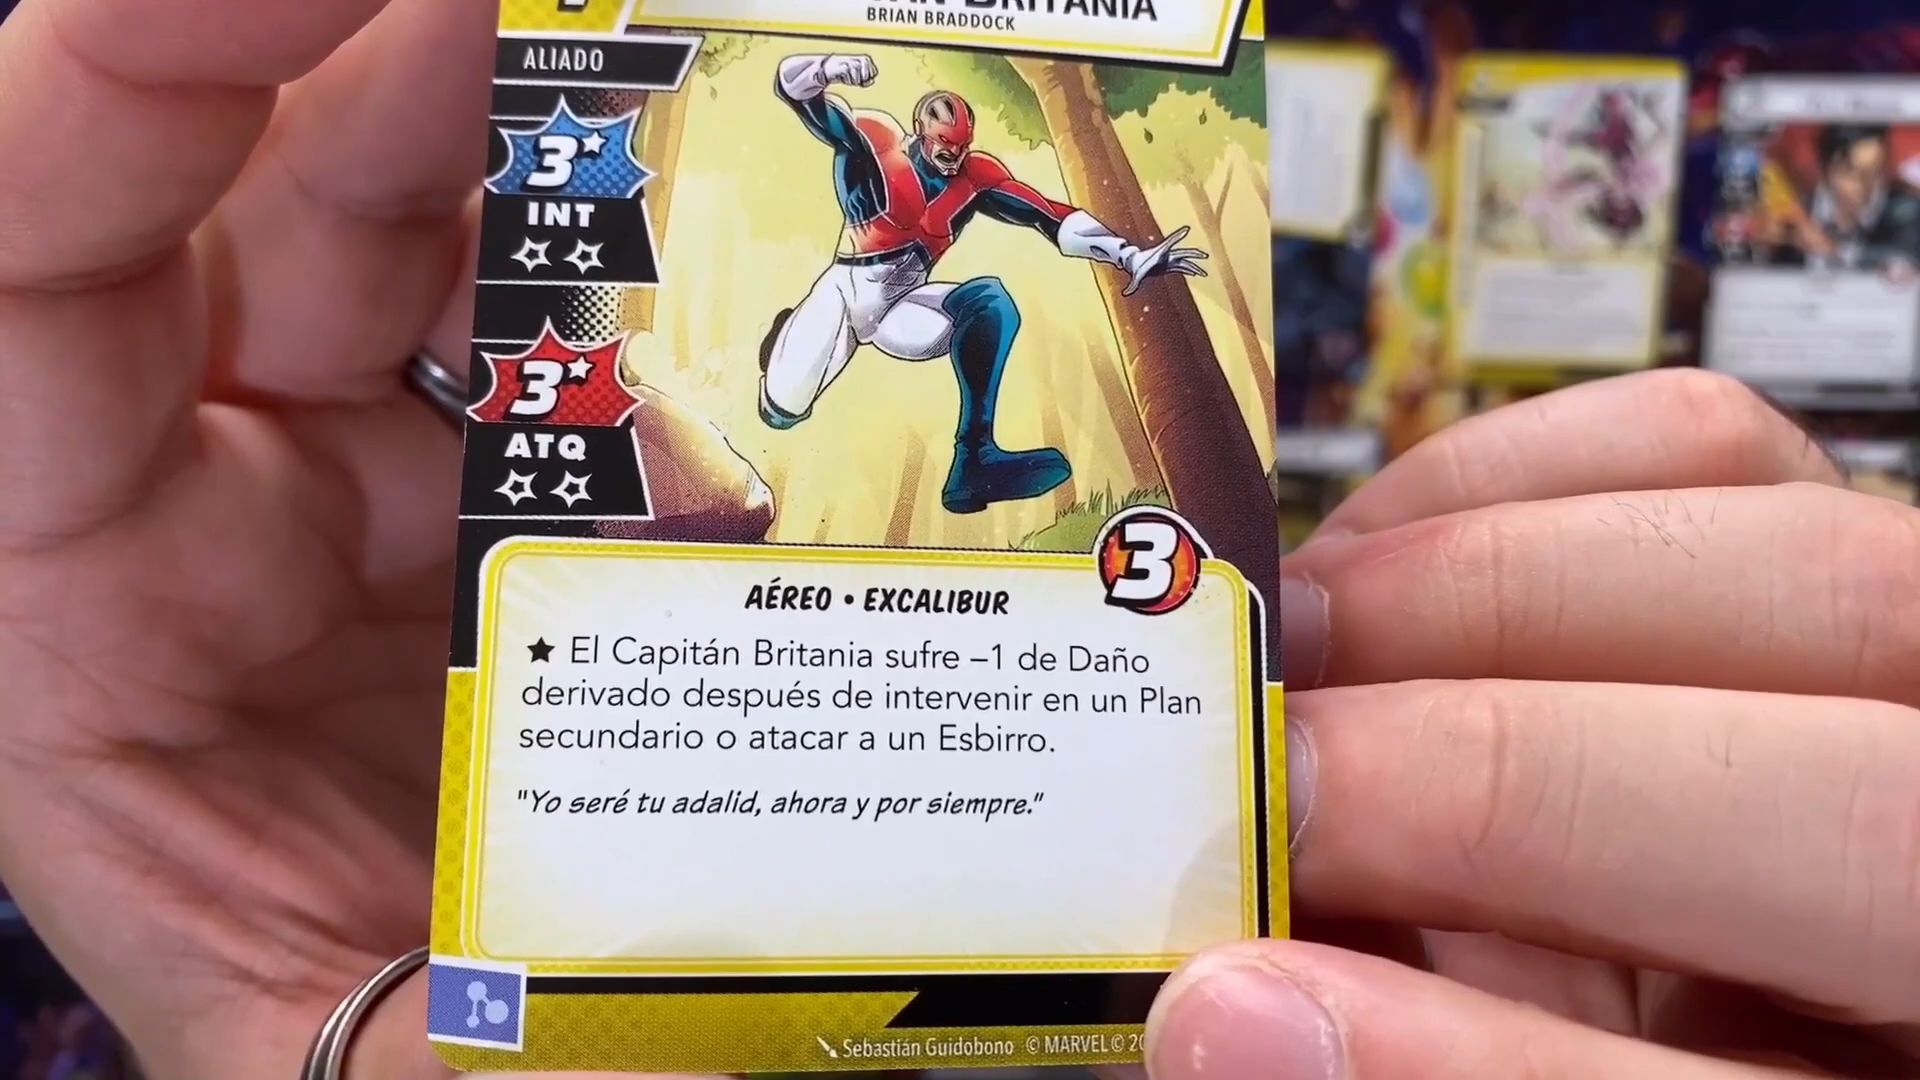 BRITANIA
BRIAN BRADDOCK
ALIADO
3
INT
3
ATQ
3
AÉREO • EXCALIBUR
★ El Capitán Britania sufre –1 de Daño
derivado después de intervenir en un Plan
secundario o atacar a un Esbirro.
"Yo seré tu adalid, ahora y por siempre."
Sebastián Guidobono © MARVEL © 20